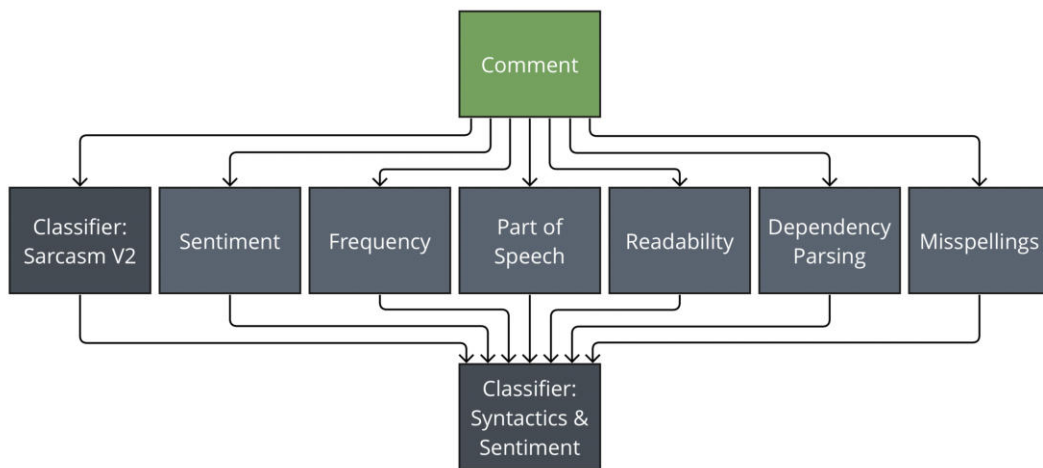 Comment
Classifier:
Sarcasm V2
Sentiment
Frequency
Part of
Speech
Readability
Dependency
Parsing
Misspellings
Classifier:
Syntactics &
Sentiment